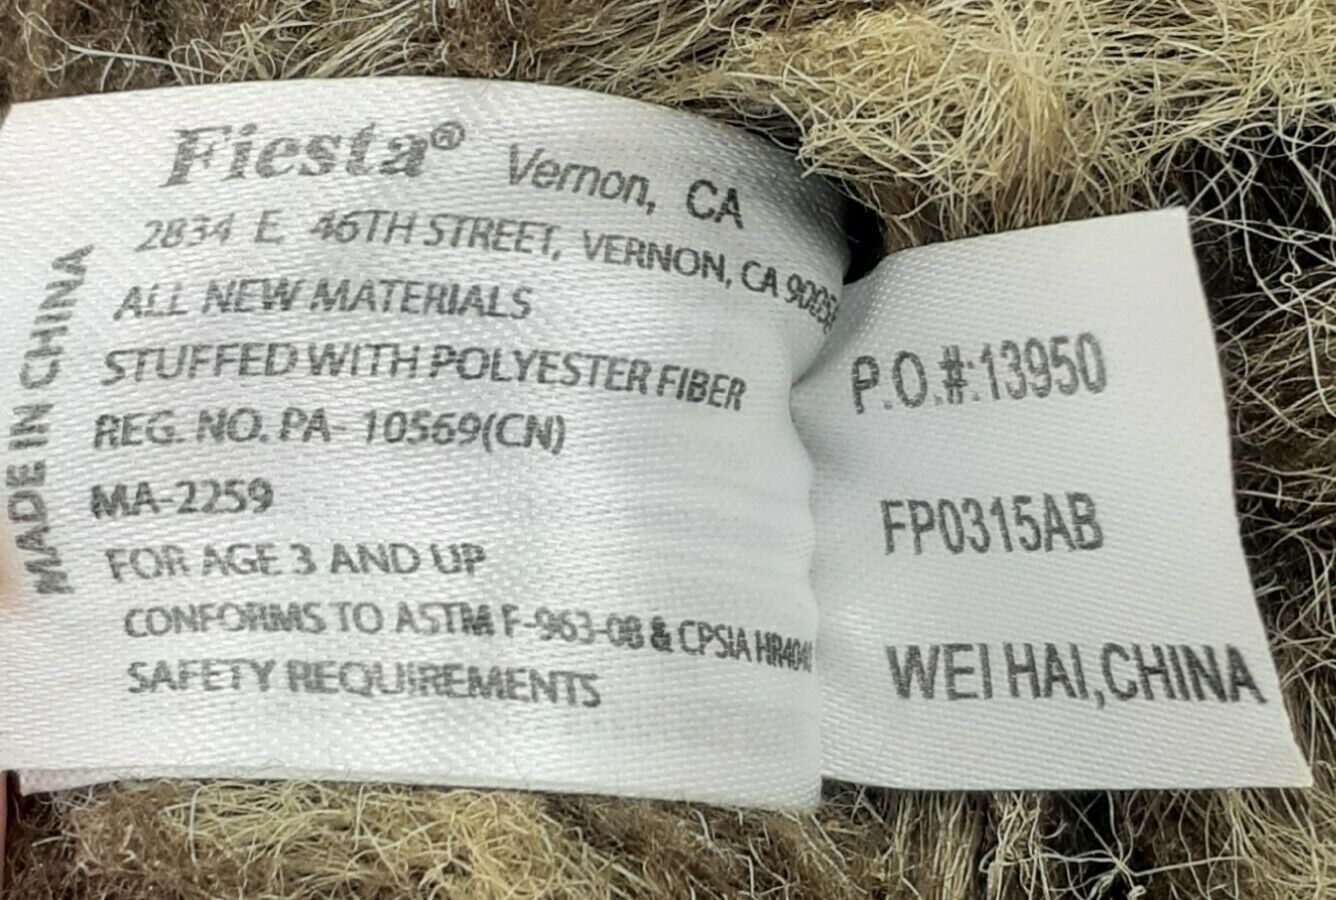 Fiesta® Vernon, CA
2834 E. 46TH STREET, VERNON, CA
ALL NEW MATERIALS
STUFFED WITH POLYESTER FIBER
REG. NO. PA- 10569(CN)
MA-2259
FOR AGE 3 AND UP
CONFORMS TO ASTM F-963-08 & CPSIA
SAFETY REQUIREMENTS
MADE IN CHINA
P.O.#:13950
FP0315AB
WEI HAI,CHINA